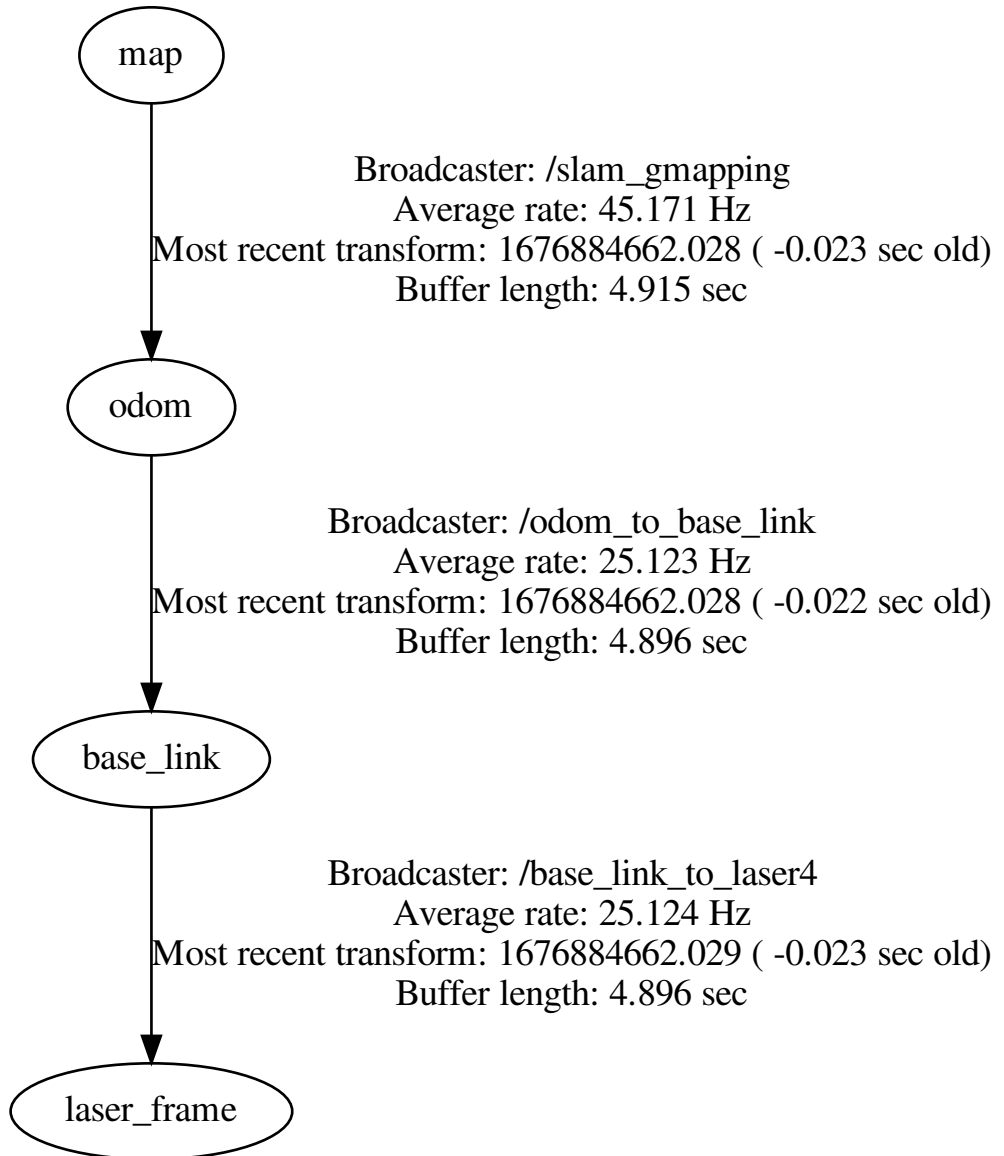 map
Broadcaster: /slam_gmapping
Average rate: 45.171 Hz
Most recent transform: 1676884662.028 ( -0.023 sec old)
Buffer length: 4.915 sec
odom
Broadcaster: /odom_to_base_link
Average rate: 25.123 Hz
Most recent transform: 1676884662.028 ( -0.022 sec old)
Buffer length: 4.896 sec
base_link
Broadcaster: /base_link_to_laser4
Average rate: 25.124 Hz
Most recent transform: 1676884662.029 ( -0.023 sec old)
Buffer length: 4.896 sec
laser_frame